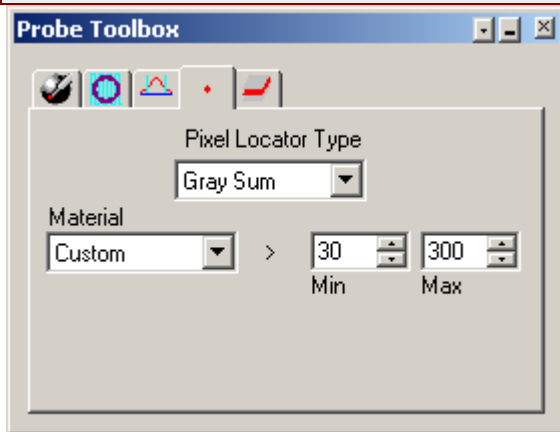 Probe Toolbox
Pixel Locator Type
Gray Sum
Material
Custom > 30 300
Min Max